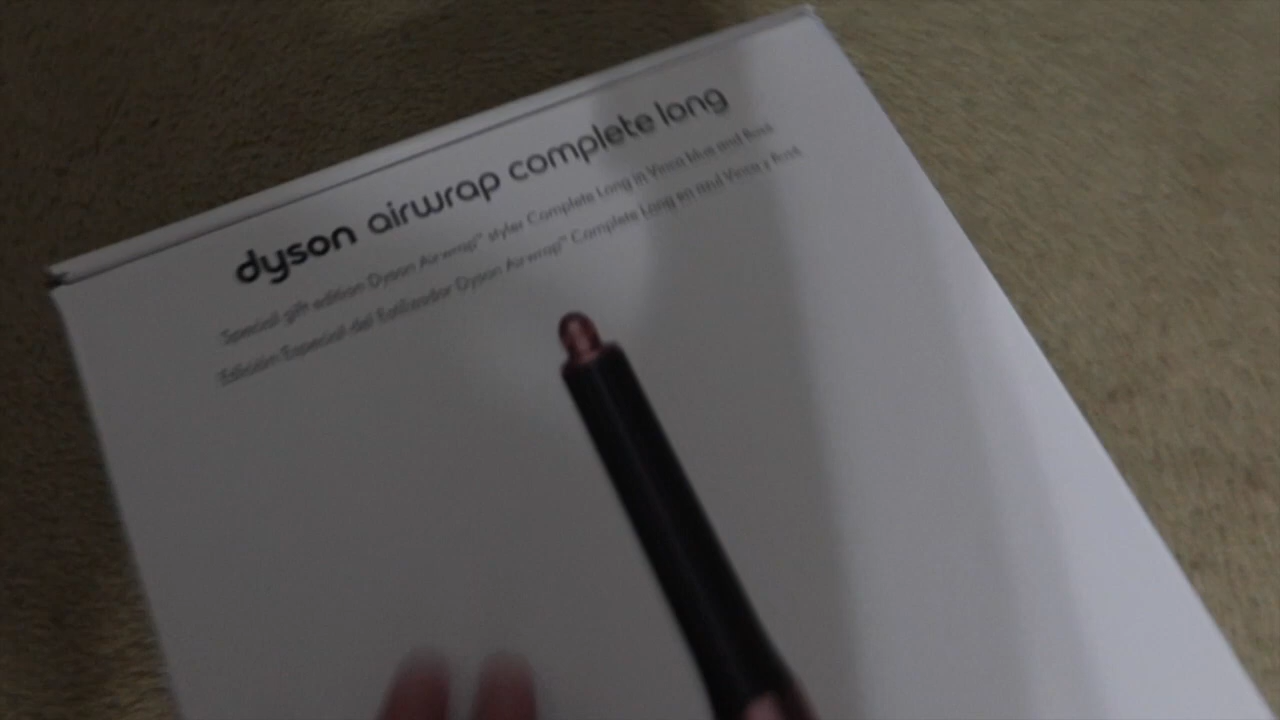 dyson airwrap complete long
Special gift edition Dyson Airwrap™ styler Complete Long in Vinca blue and Rosé
Edición Especial del Estilizador Dyson Airwrap™ Complete Long en azul Vinca y Rosé